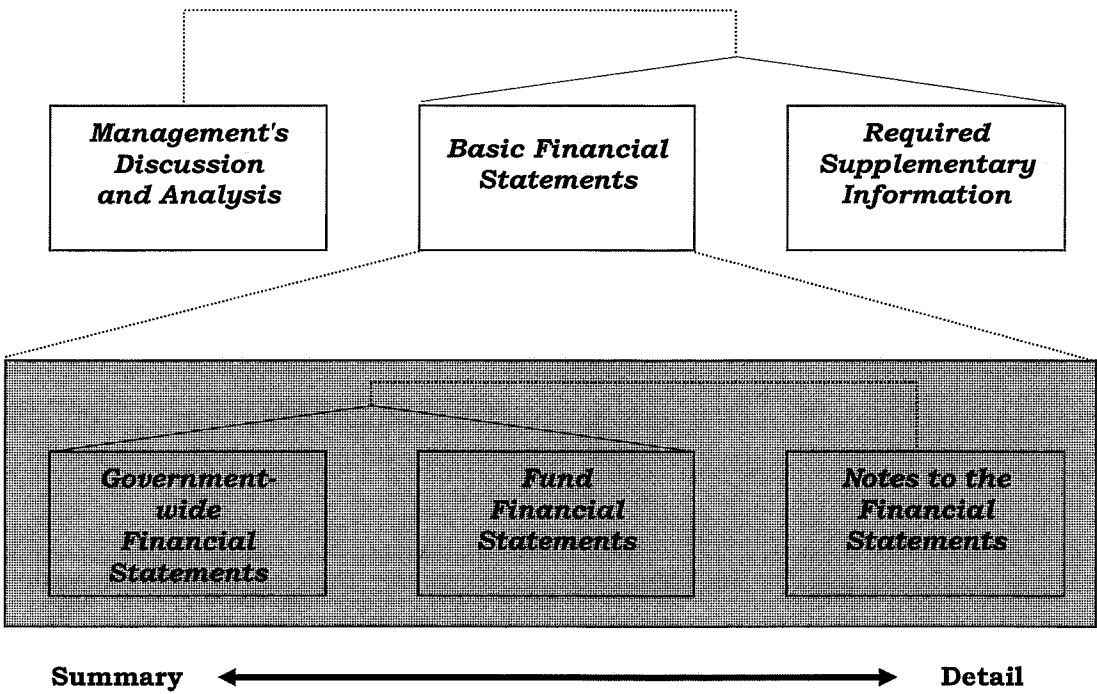 Management's
Discussion
and Analysis
Basic Financial
Statements
Required
Supplementary
Information
Government-
wide
Financial
Statements
Fund
Financial
Statements
Notes to the
Financial
Statements
Summary
Detail